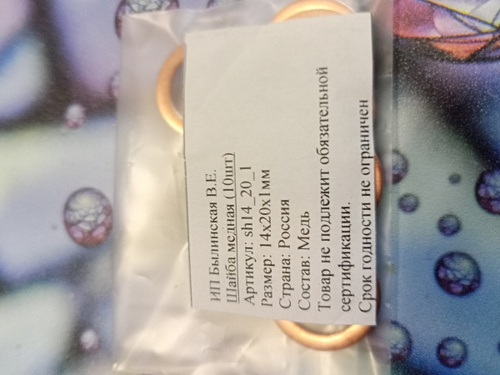 ИП Былинская В.Е.
Шайба медная (10шт)
Артикул: sh14_20_1
Размер: 14х20х1мм
Страна: Россия
Состав: Медь
Товар не подлежит обязательной
сертификации.
Срок годности не ограничен